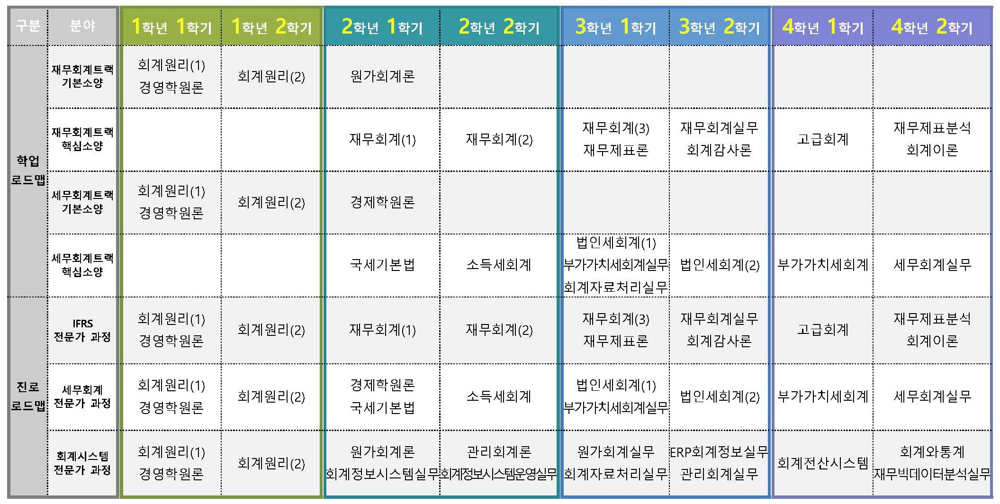 구분 분야 1학년 1학기 1학년 2학기 2학년 1학기 2학년 2학기 3학년 1학기 3학년 2학기 4학년 1학기 4학년 2학기
학업
로드맵
재무회계트랙
기본소양
회계원리(1)
경영학원론
회계원리(2)
원가회계론
재무회계트랙
핵심소양
재무회계(1)
재무회계(2)
재무회계(3)
재무제표론
재무회계실무
회계감사론
고급회계
재무제표분석
회계이론
세무회계트랙
기본소양
회계원리(1)
경영학원론
회계원리(2)
경제학원론
세무회계트랙
핵심소양
국세기본법
소득세회계
법인세회계(1)
부가가치세회계실무
회계자료처리실무
법인세회계(2)
부가가치세회계
세무회계실무
진로
로드맵
IFRS
전문가 과정
회계원리(1)
경영학원론
회계원리(2)
재무회계(1)
재무회계(2)
재무회계(3)
재무제표론
재무회계실무
회계감사론
고급회계
재무제표분석
회계이론
세무회계
전문가 과정
회계원리(1)
경영학원론
회계원리(2)
경제학원론
국세기본법
소득세회계
법인세회계(1)
부가가치세회계실무
법인세회계(2)
부가가치세회계
세무회계실무
회계시스템
전문가 과정
회계원리(1)
경영학원론
회계원리(2)
원가회계론
회계정보시스템실무
관리회계론
회계정보시스템운영실무
원가회계실무
회계자료처리실무
ERP회계정보실무
관리회계실무
회계전산시스템
회계와통계
재무빅데이터분석실무